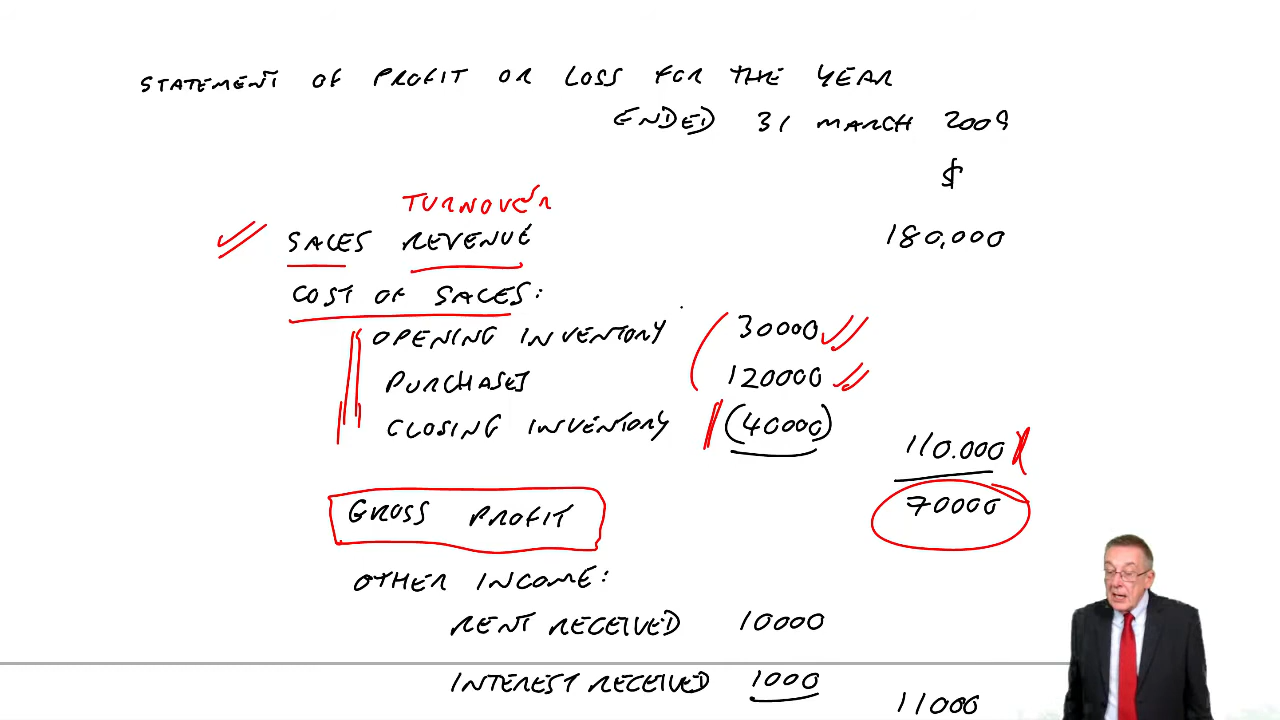 STATEMENT OF PROFIT OR LOSS FOR THE YEAR
ENDED 31 MARCH 2009
$
TURNOVER
SALES REVENUE 180,000
COST OF SALES:
OPENING INVENTORY 30000
PURCHASES 120000
CLOSING INVENTORY (40000)
110.000
GROSS PROFIT 70000
OTHER INCOME:
RENT RECEIVED 10000
INTEREST RECEIVED 1000
11000